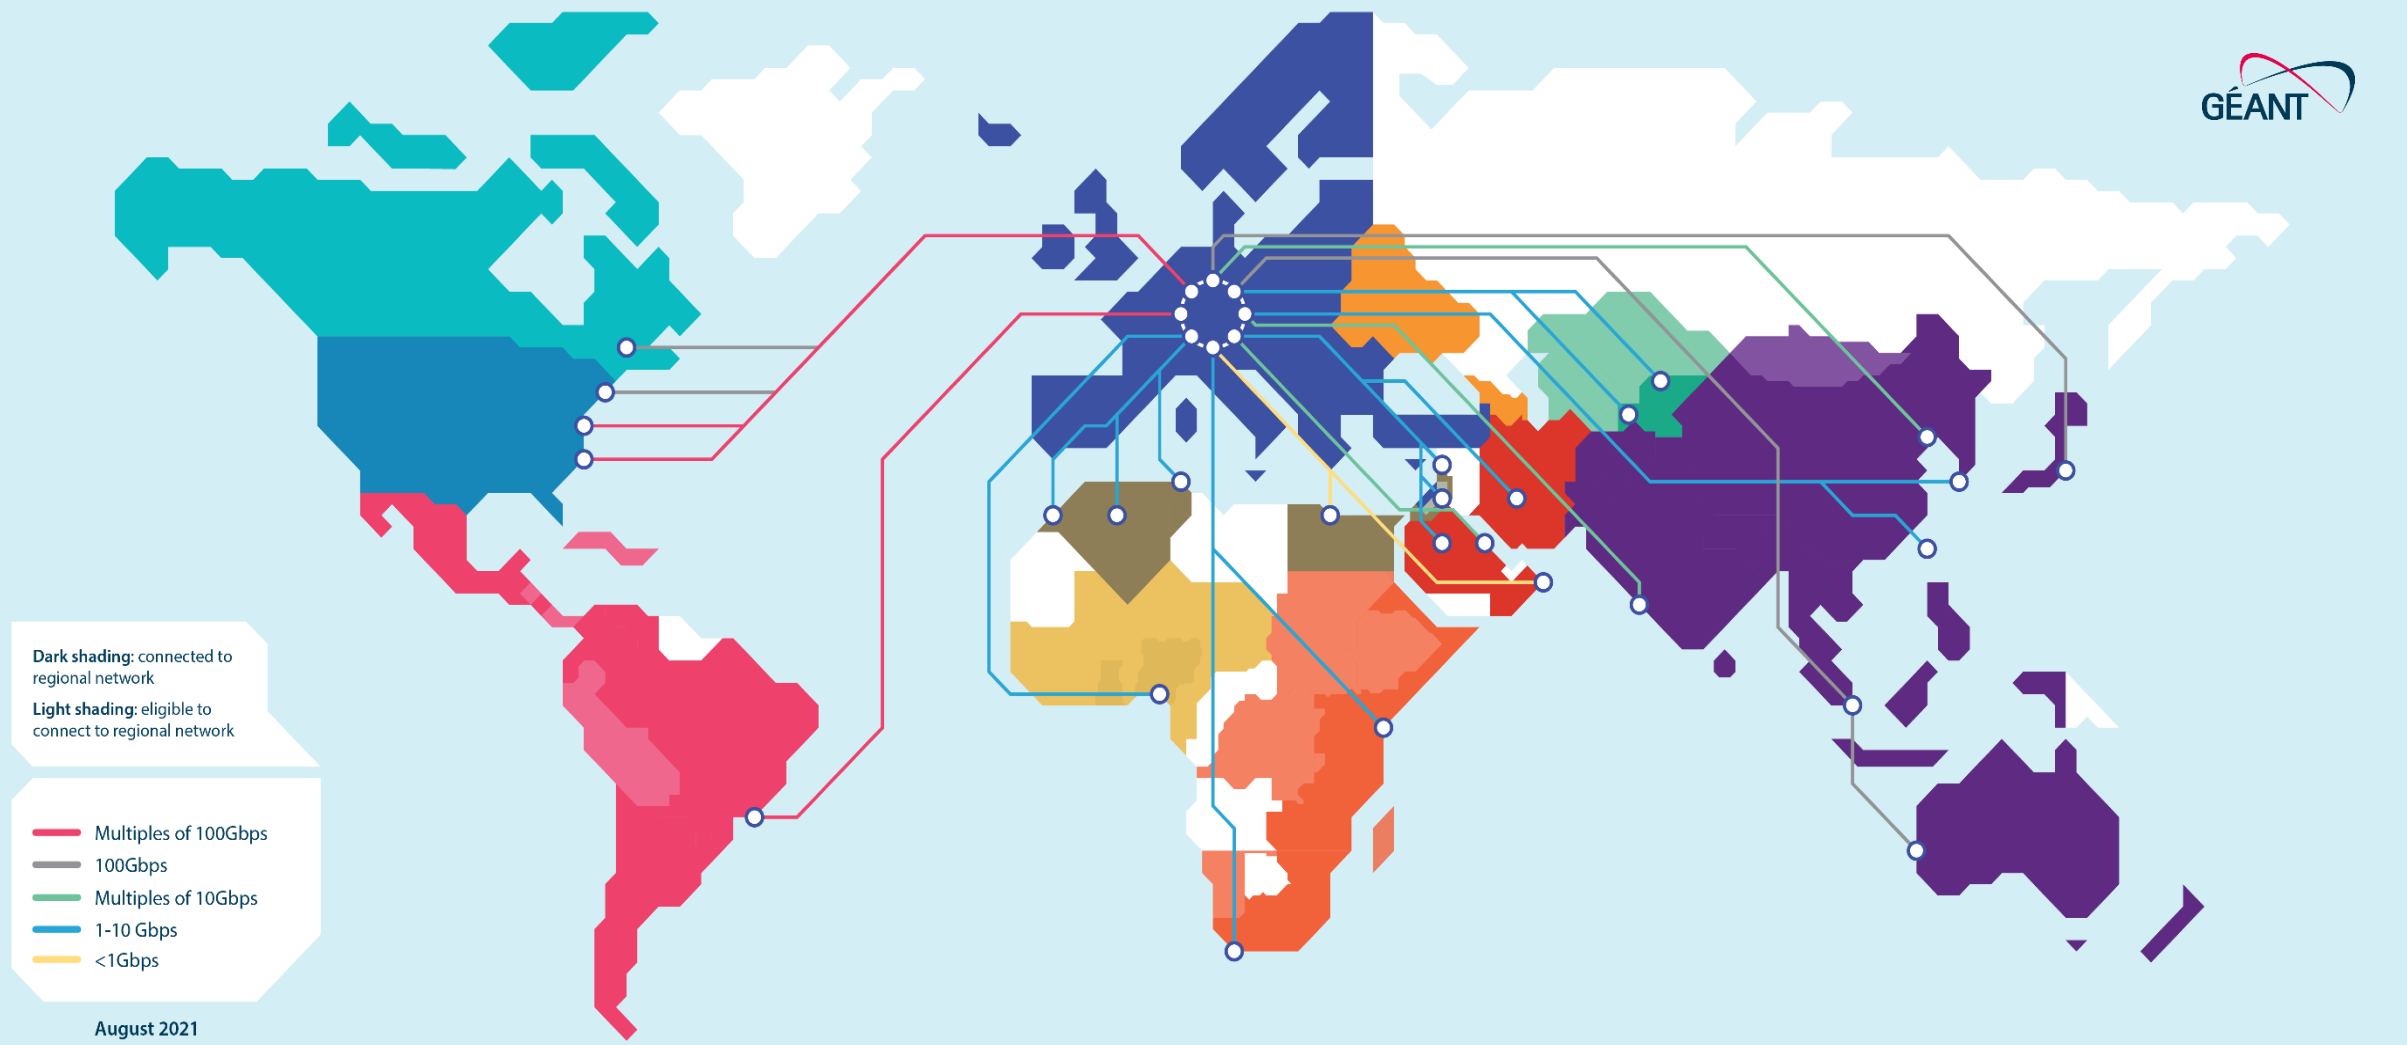 GÉANT
Dark shading: connected to
regional network
Light shading: eligible to
connect to regional network
Multiples of 100Gbps
100Gbps
Multiples of 10Gbps
1-10 Gbps
<1Gbps
August 2021